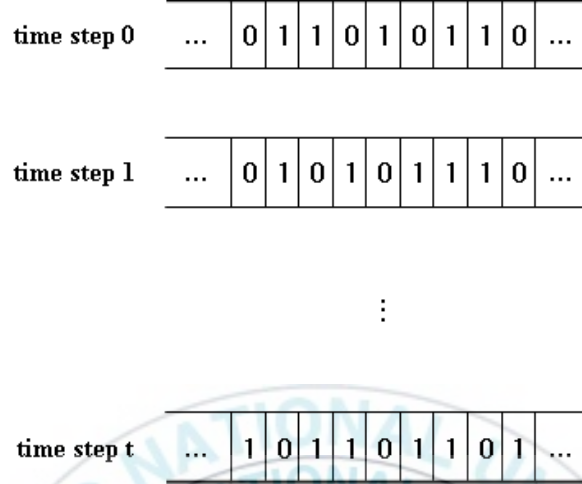 time step 0 ... 0 1 1 0 1 0 1 1 0 ...
time step 1 ... 0 1 0 1 0 1 1 1 0 ...
⋮
time step t ... 1 0 1 1 0 1 1 0 1 ...
NATIONAL